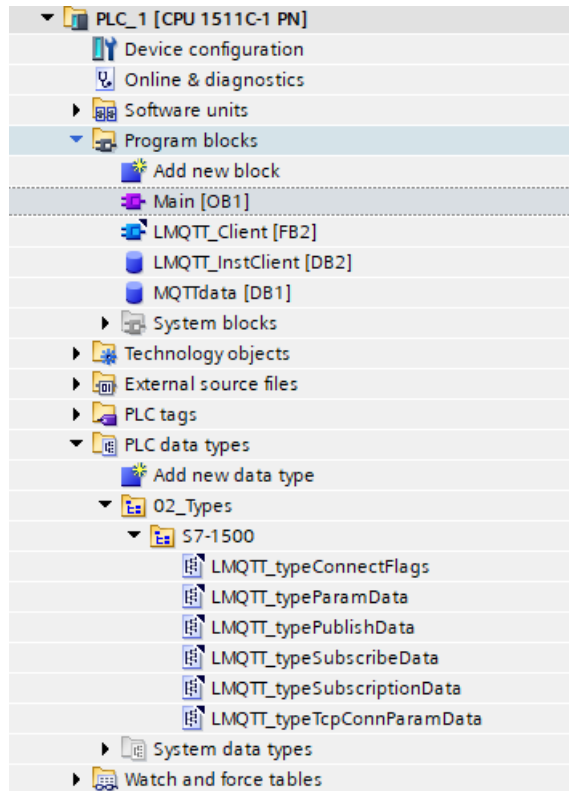 PLC_1 [CPU 1511C-1 PN]
Device configuration
Online & diagnostics
Software units
Program blocks
Add new block
Main [OB1]
LMQTT_Client [FB2]
LMQTT_InstClient [DB2]
MQTTdata [DB1]
System blocks
Technology objects
External source files
PLC tags
PLC data types
Add new data type
02_Types
S7-1500
LMQTT_typeConnectFlags
LMQTT_typeParamData
LMQTT_typePublishData
LMQTT_typeSubscribeData
LMQTT_typeSubscriptionData
LMQTT_typeTcpConnParamData
System data types
Watch and force tables